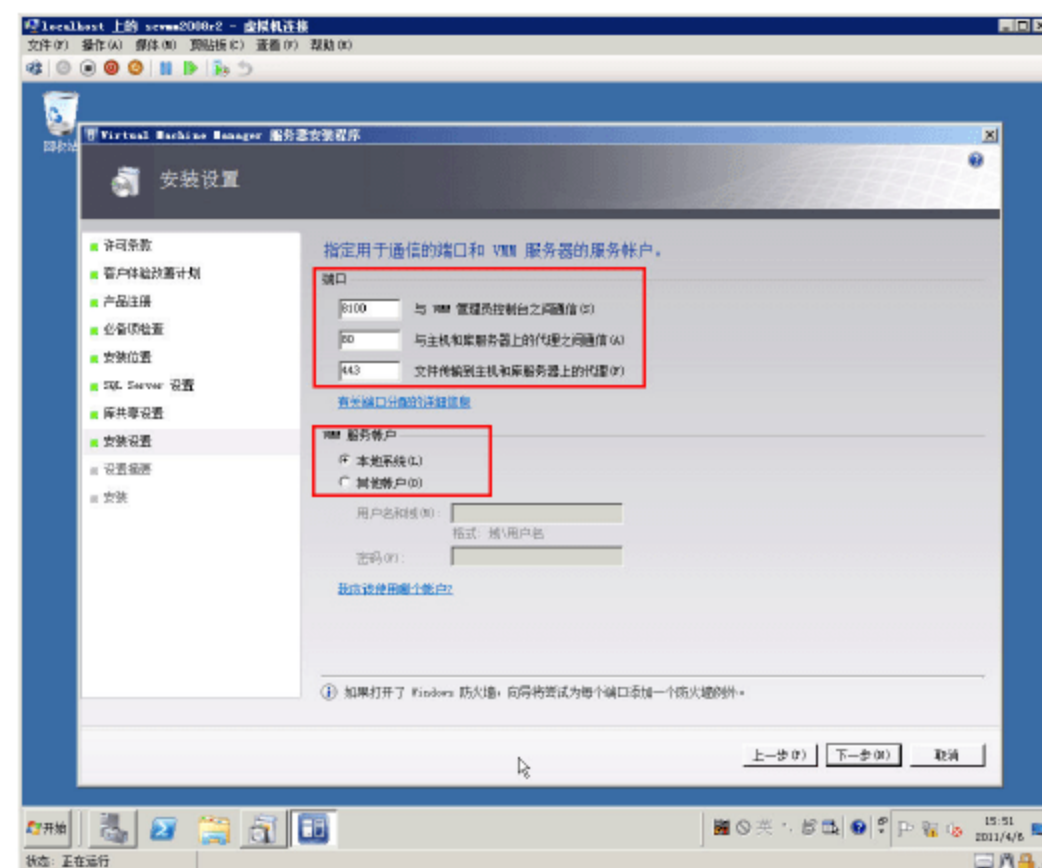 localhost 上的 scvmm2008r2 - 虚拟机连接
文件(F) 操作(A) 媒体(M) 剪贴板(C) 查看(V) 帮助(H)
回收站
Virtual Machine Manager 服务器安装程序
安装设置
许可条款
客户体验改善计划
产品注册
必备项检查
安装位置
SQL Server 设置
库共享设置
安装设置
设置摘要
安装
指定用于通信的端口和 VMM 服务器的服务帐户。
端口
8100 与 VMM 管理员控制台之间通信(S)
80 与主机和库服务器上的代理之间通信(A)
443 文件传输到主机和库服务器上的代理(F)
有关端口分配的详细信息
VMM 服务帐户
本地系统(L)
其他帐户(O)
用户名和域(N):
格式: 域\用户名
密码(P):
我应该使用哪个帐户?
如果打开了 Windows 防火墙，向导将尝试为每个端口添加一个防火墙例外。
上一步(P) 下一步(N) 取消
开始
英
15:51
2011/4/6
状态: 正在运行